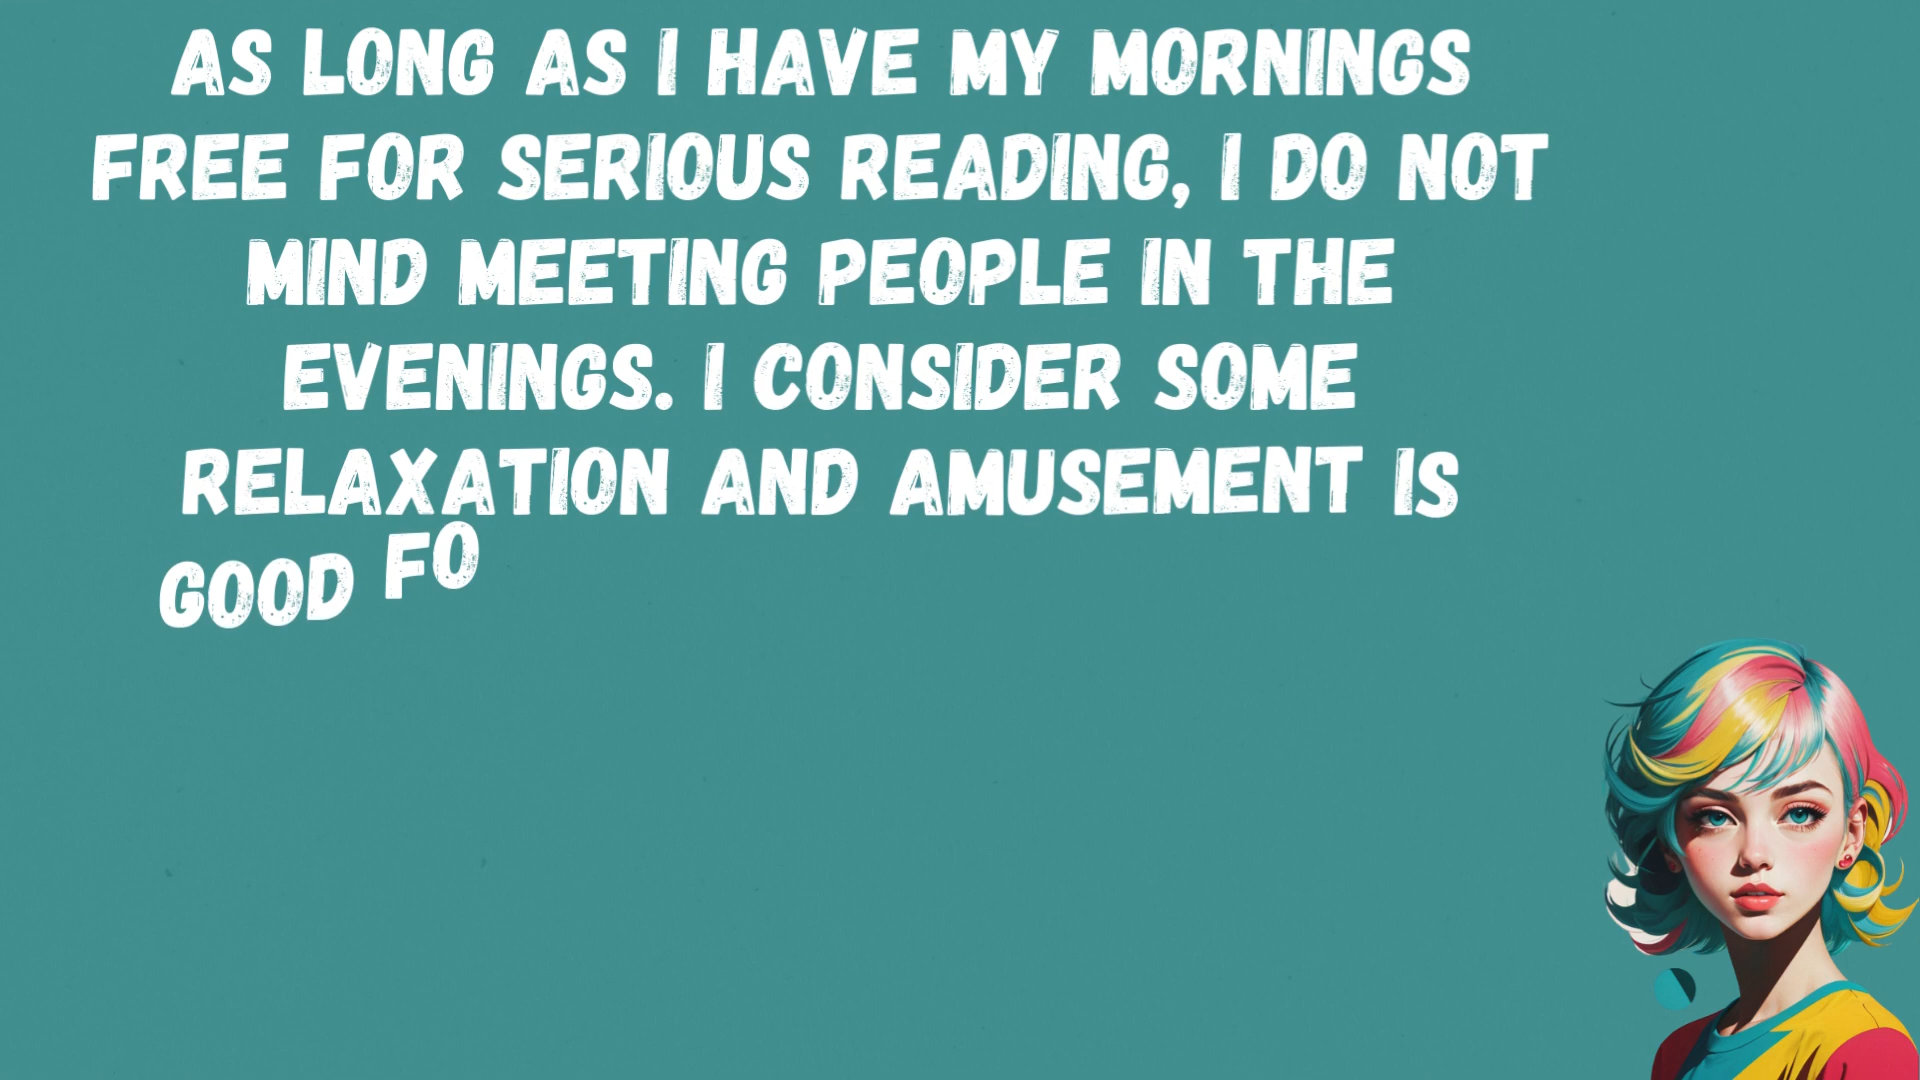 AS LONG AS I HAVE MY MORNINGS
FREE FOR SERIOUS READING, I DO NOT
MIND MEETING PEOPLE IN THE
EVENINGS. I CONSIDER SOME
RELAXATION AND AMUSEMENT IS
GOOD FO